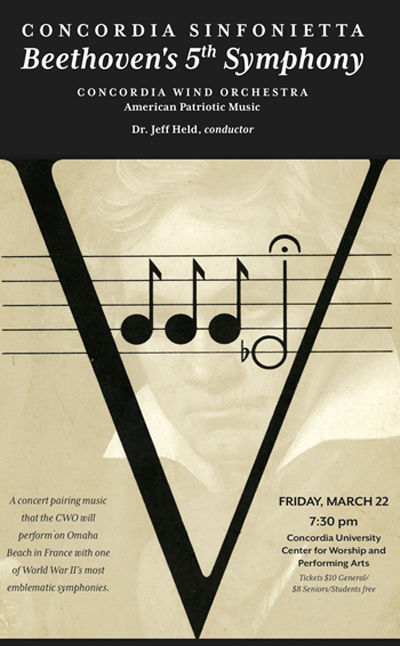 CONCORDIA SINFONIETTA
Beethoven's 5th Symphony
CONCORDIA WIND ORCHESTRA
American Patriotic Music
Dr. Jeff Held, conductor
A concert pairing music
that the CWO will
perform on Omaha
Beach in France with one
of World War II's most
emblematic symphonies.
FRIDAY, MARCH 22
7:30 pm
Concordia University
Center for Worship and
Performing Arts
Tickets $10 General/
$8 Seniors/Students free